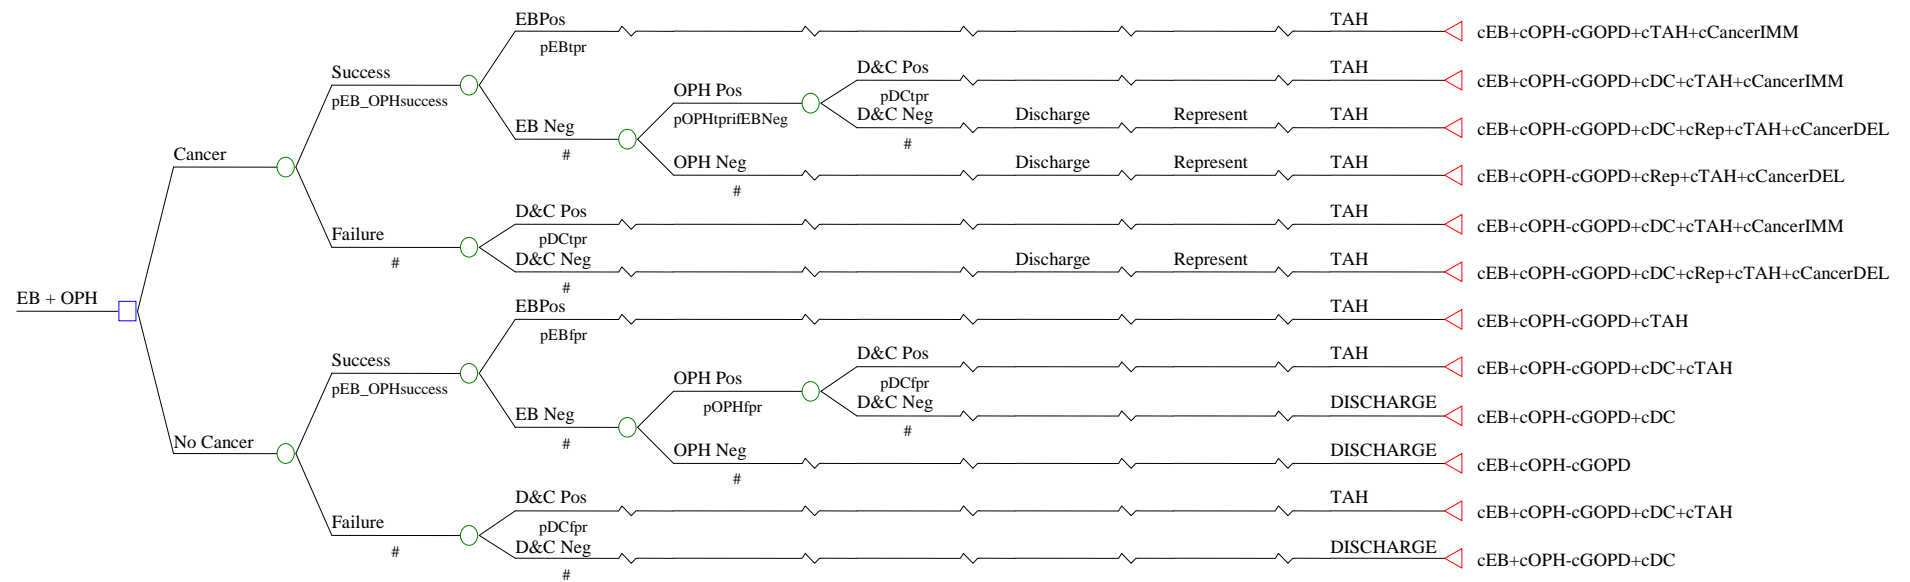 EB + OPH
Cancer
Success
pEB_OPHsuccess
EBPos
pEBtpr
TAH
cEB+cOPH-cGOPD+cTAH+cCancerIMM
EB Neg
#
OPH Pos
pOPHtprifEBNeg
D&C Pos
pDCtpr
TAH
cEB+cOPH-cGOPD+cDC+cTAH+cCancerIMM
D&C Neg
#
Discharge
Represent
TAH
cEB+cOPH-cGOPD+cDC+cRep+cTAH+cCancerDEL
OPH Neg
#
Discharge
Represent
TAH
cEB+cOPH-cGOPD+cRep+cTAH+cCancerDEL
Failure
#
D&C Pos
pDCtpr
TAH
cEB+cOPH-cGOPD+cDC+cTAH+cCancerIMM
D&C Neg
#
Discharge
Represent
TAH
cEB+cOPH-cGOPD+cDC+cRep+cTAH+cCancerDEL
No Cancer
Success
pEB_OPHsuccess
EBPos
pEBfpr
TAH
cEB+cOPH-cGOPD+cTAH
EB Neg
#
OPH Pos
pOPHfpr
D&C Pos
pDCfpr
TAH
cEB+cOPH-cGOPD+cDC+cTAH
D&C Neg
#
DISCHARGE
cEB+cOPH-cGOPD+cDC
OPH Neg
#
DISCHARGE
cEB+cOPH-cGOPD
Failure
#
D&C Pos
pDCfpr
TAH
cEB+cOPH-cGOPD+cDC+cTAH
D&C Neg
#
DISCHARGE
cEB+cOPH-cGOPD+cDC